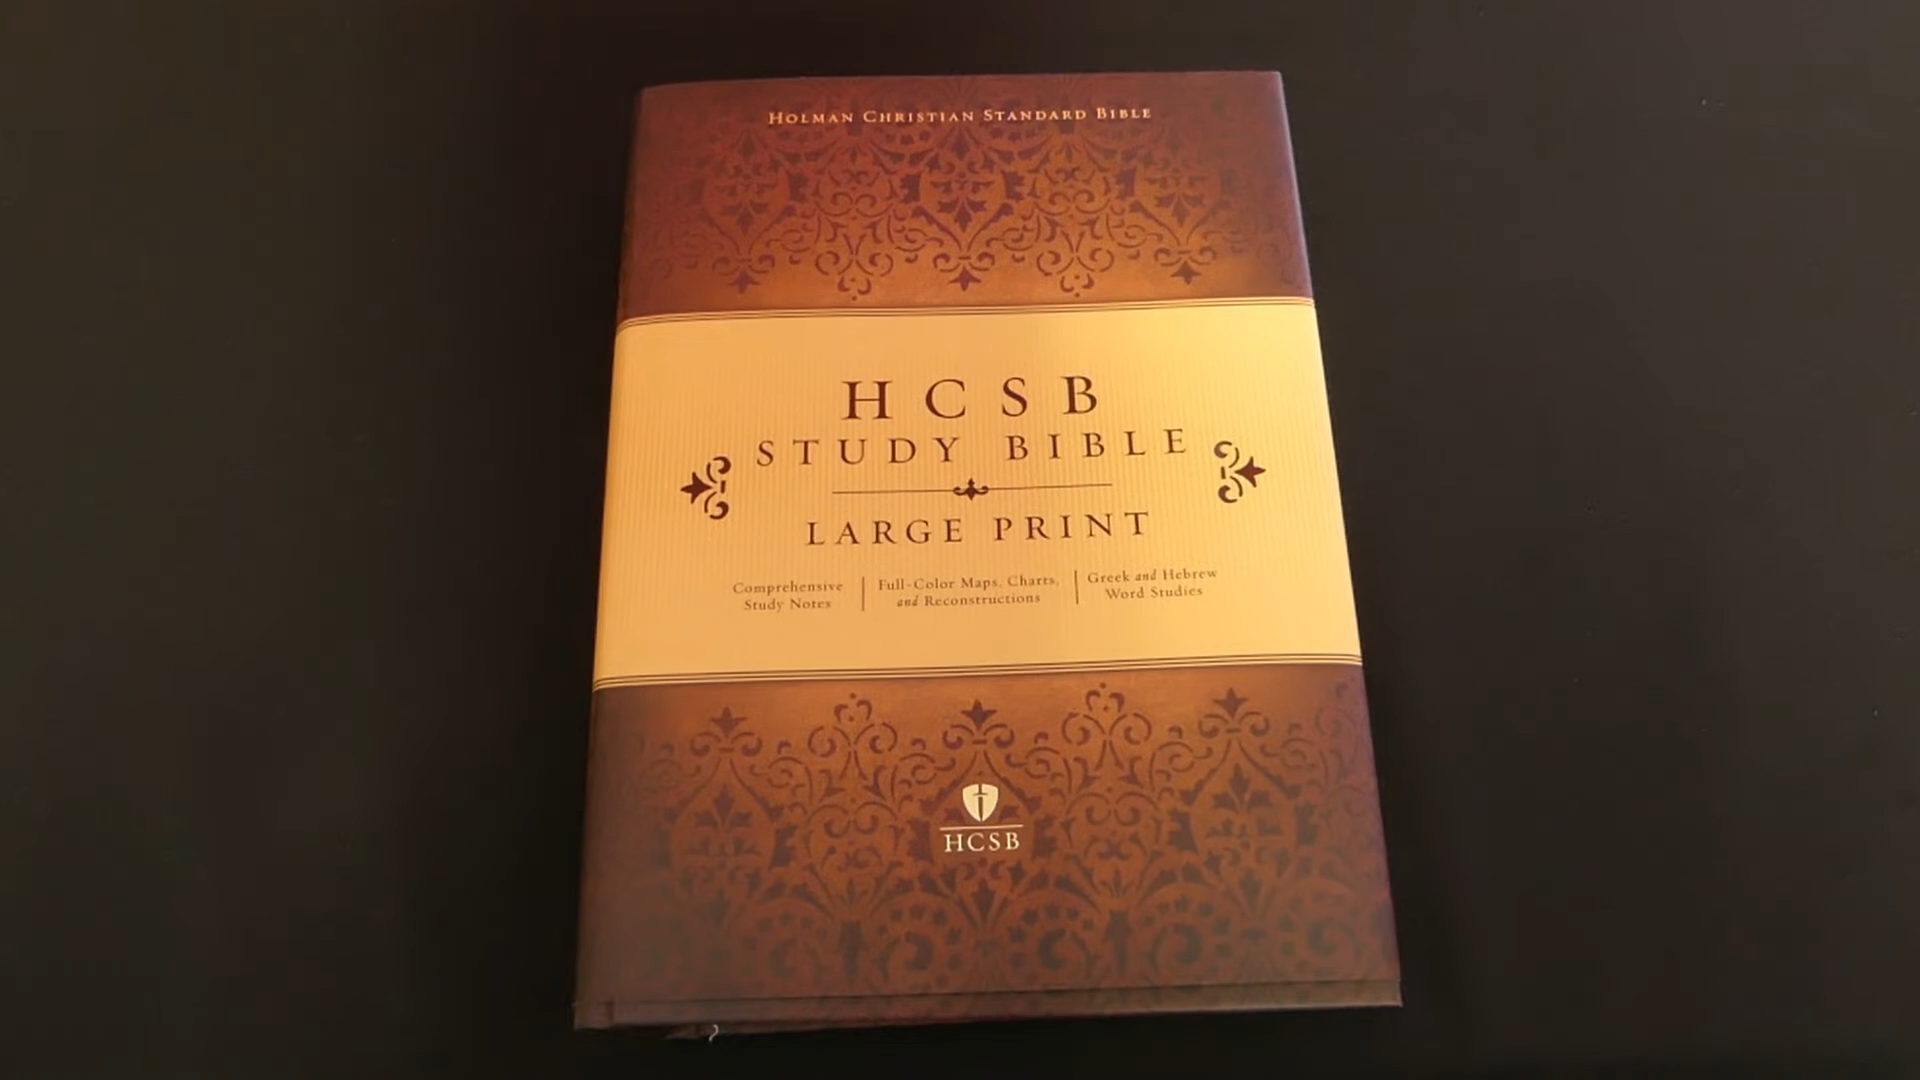 HOLMAN CHRISTIAN STANDARD BIBLE
HCSB
STUDY BIBLE
LARGE PRINT
Comprehensive
Study Notes
Full-Color Maps, Charts,
and Reconstructions
Greek and Hebrew
Word Studies
HCSB